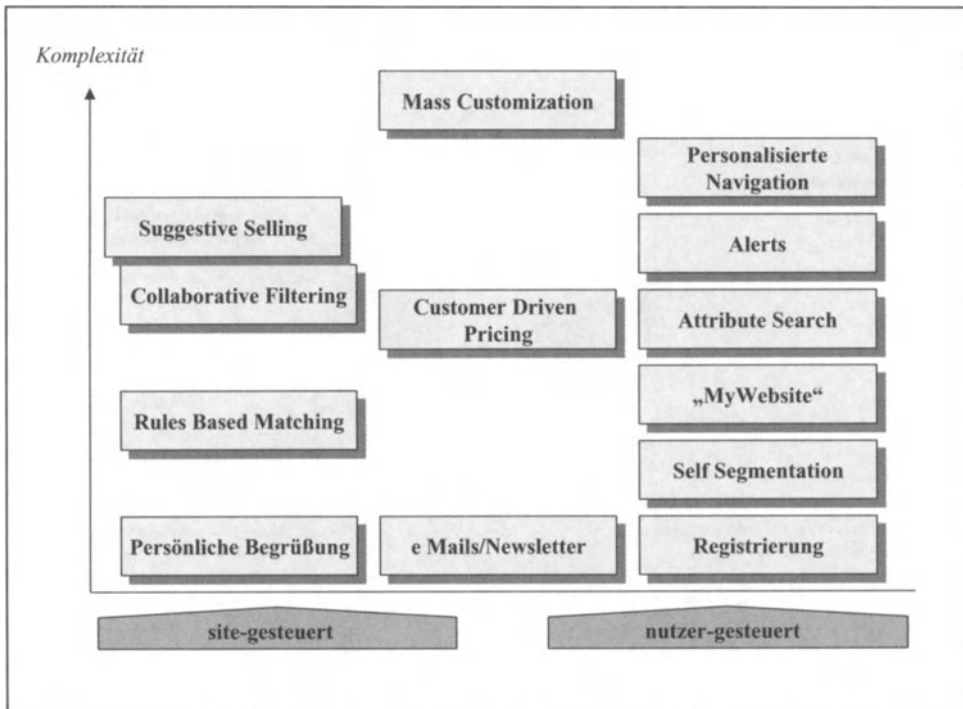 Komplexität
Mass Customization
Personalisierte
Navigation
Suggestive Selling
Alerts
Collaborative Filtering
Customer Driven
Pricing
Attribute Search
Rules Based Matching
„MyWebsite“
Self Segmentation
Persönliche Begrüßung
e Mails/Newsletter
Registrierung
site-gesteuert
nutzer-gesteuert